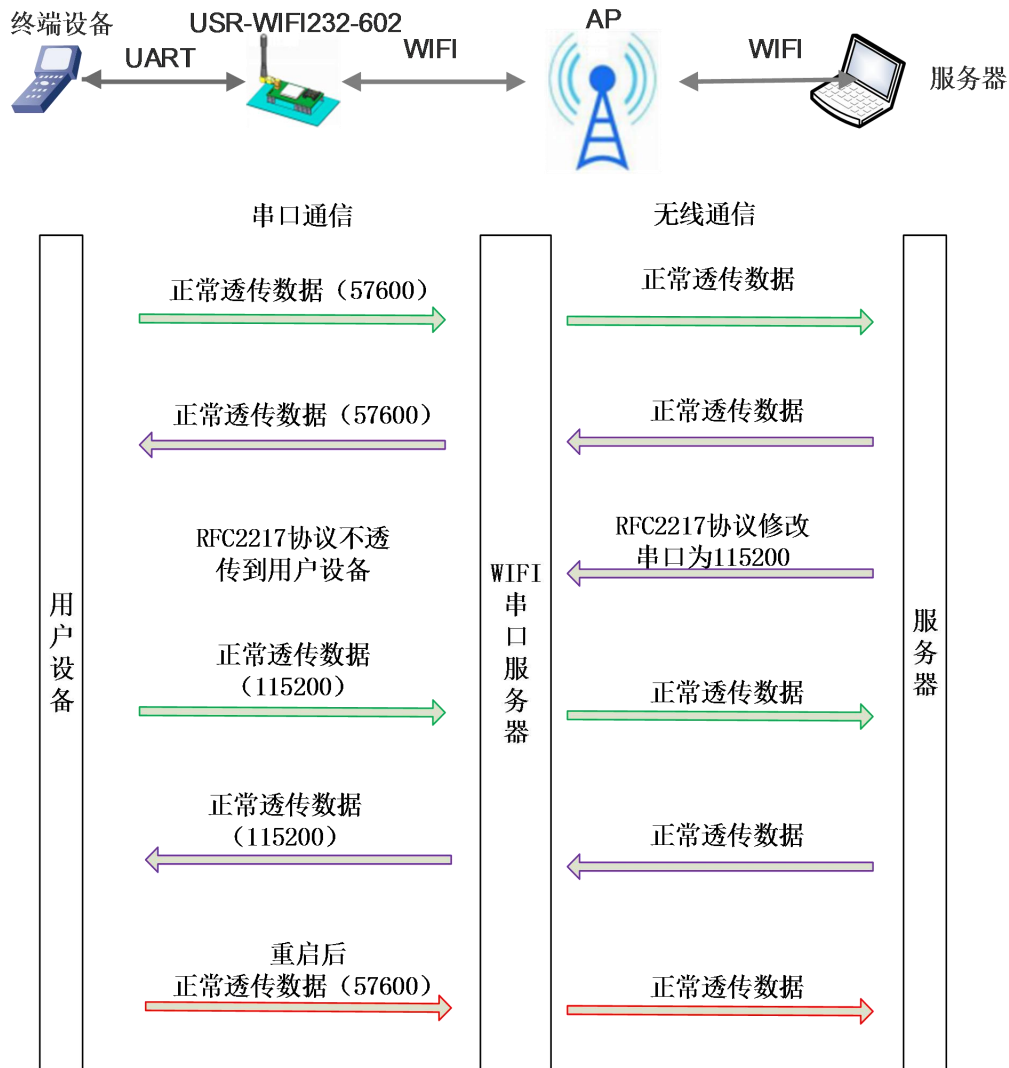 终端设备
USR-WIFI232-602
AP
UART
WIFI
WIFI
服务器
串口通信
无线通信
正常透传数据（57600）
正常透传数据
正常透传数据（57600）
正常透传数据
RFC2217协议不透
传到用户设备
RFC2217协议修改
串口为115200
用户设备
WIFI
串口服务器
服务器
正常透传数据
（115200）
正常透传数据
正常透传数据
（115200）
正常透传数据
重启后
正常透传数据（57600）
正常透传数据